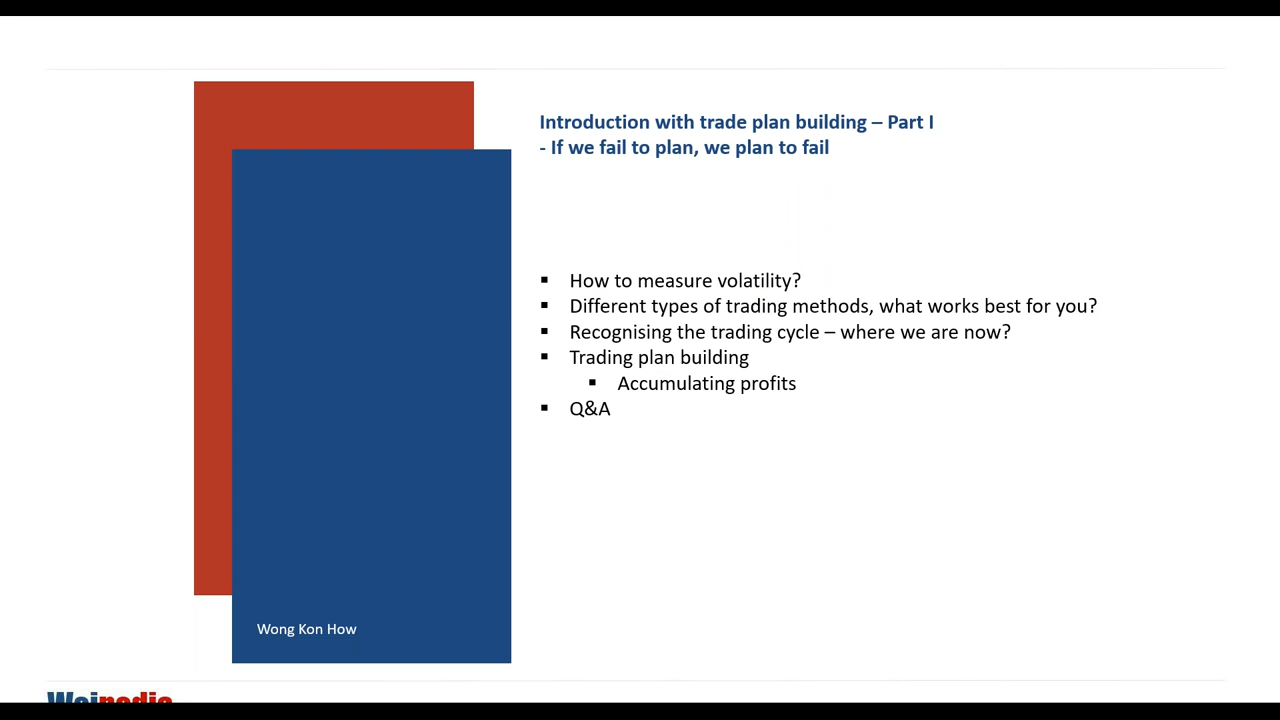 Introduction with trade plan building – Part I
- If we fail to plan, we plan to fail
▪ How to measure volatility?
▪ Different types of trading methods, what works best for you?
▪ Recognising the trading cycle – where we are now?
▪ Trading plan building
▪ Accumulating profits
▪ Q&A
Wong Kon How